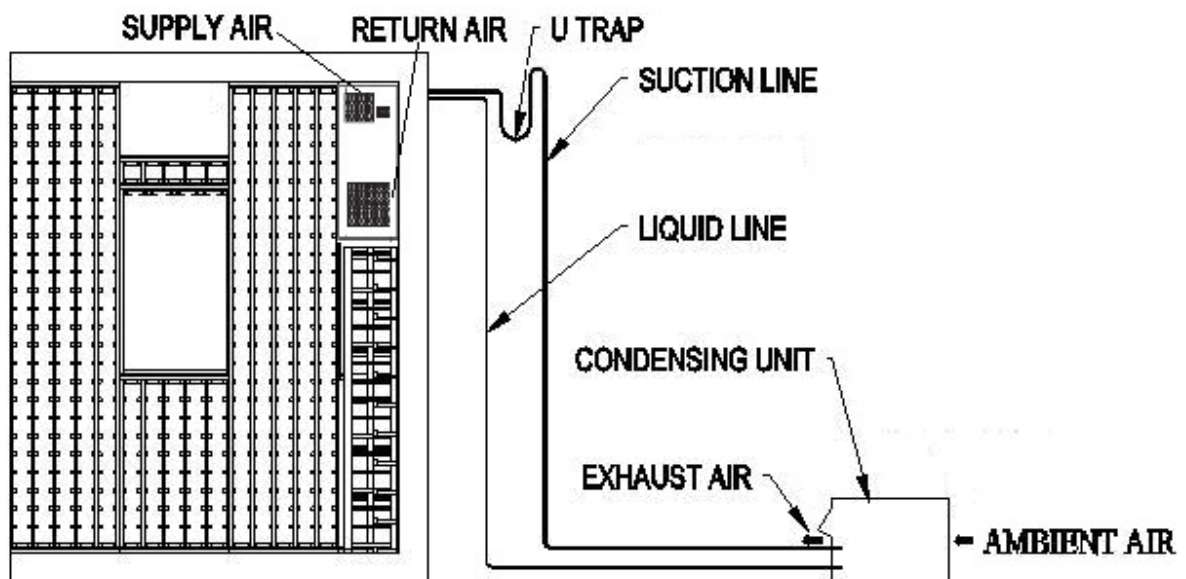 SUPPLY AIR
RETURN AIR
U TRAP
SUCTION LINE
LIQUID LINE
CONDENSING UNIT
EXHAUST AIR
AMBIENT AIR